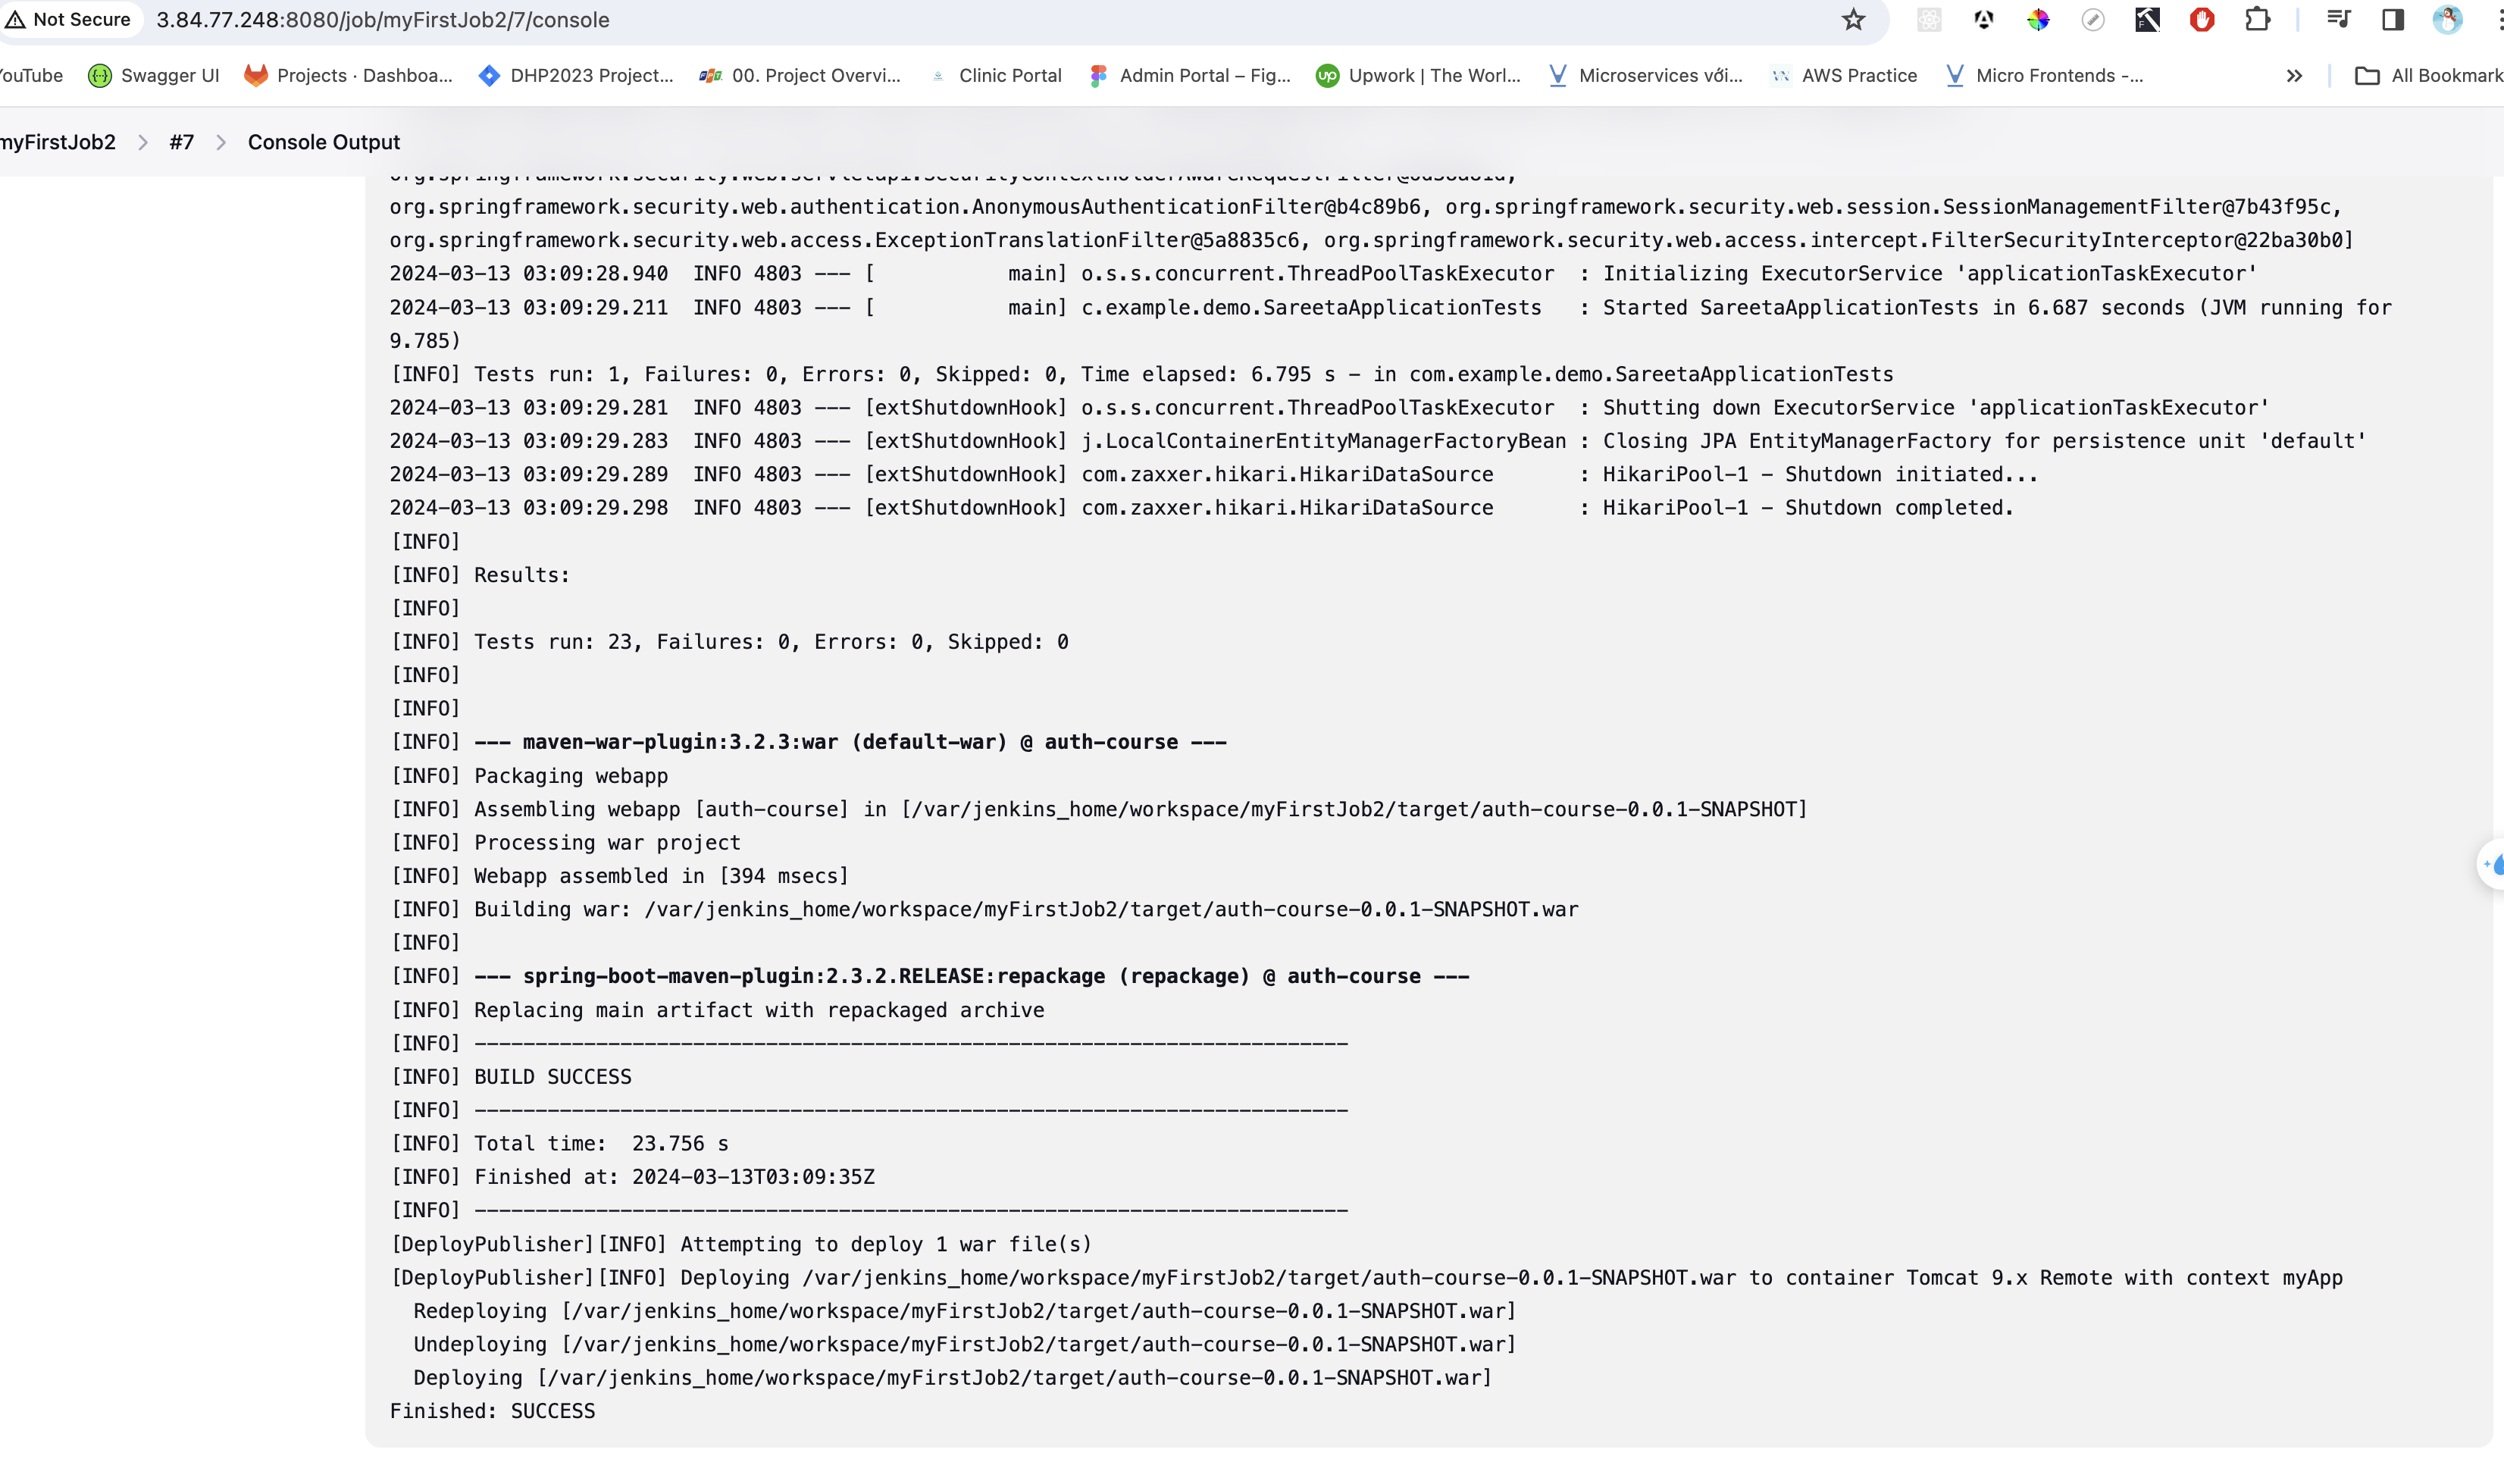 Not Secure 3.84.77.248:8080/job/myFirstJob2/7/console
YouTube Swagger UI Projects · Dashboa... DHP2023 Project... 00. Project Overvi... Clinic Portal Admin Portal – Fig... Upwork | The Worl... Microservices với... AWS Practice Micro Frontends -... » All Bookmark
myFirstJob2 > #7 > Console Output
org.springframework.security.web.authentication.AnonymousAuthenticationFilter@b4c89b6, org.springframework.security.web.session.SessionManagementFilter@7b43f95c,
org.springframework.security.web.access.ExceptionTranslationFilter@5a8835c6, org.springframework.security.web.access.intercept.FilterSecurityInterceptor@22ba30b0]
2024-03-13 03:09:28.940  INFO 4803 --- [           main] o.s.s.concurrent.ThreadPoolTaskExecutor  : Initializing ExecutorService 'applicationTaskExecutor'
2024-03-13 03:09:29.211  INFO 4803 --- [           main] c.example.demo.SareetaApplicationTests   : Started SareetaApplicationTests in 6.687 seconds (JVM running for
9.785)
[INFO] Tests run: 1, Failures: 0, Errors: 0, Skipped: 0, Time elapsed: 6.795 s - in com.example.demo.SareetaApplicationTests
2024-03-13 03:09:29.281  INFO 4803 --- [extShutdownHook] o.s.s.concurrent.ThreadPoolTaskExecutor  : Shutting down ExecutorService 'applicationTaskExecutor'
2024-03-13 03:09:29.283  INFO 4803 --- [extShutdownHook] j.LocalContainerEntityManagerFactoryBean : Closing JPA EntityManagerFactory for persistence unit 'default'
2024-03-13 03:09:29.289  INFO 4803 --- [extShutdownHook] com.zaxxer.hikari.HikariDataSource       : HikariPool-1 - Shutdown initiated...
2024-03-13 03:09:29.298  INFO 4803 --- [extShutdownHook] com.zaxxer.hikari.HikariDataSource       : HikariPool-1 - Shutdown completed.
[INFO]
[INFO] Results:
[INFO]
[INFO] Tests run: 23, Failures: 0, Errors: 0, Skipped: 0
[INFO]
[INFO]
[INFO] --- maven-war-plugin:3.2.3:war (default-war) @ auth-course ---
[INFO] Packaging webapp
[INFO] Assembling webapp [auth-course] in [/var/jenkins_home/workspace/myFirstJob2/target/auth-course-0.0.1-SNAPSHOT]
[INFO] Processing war project
[INFO] Webapp assembled in [394 msecs]
[INFO] Building war: /var/jenkins_home/workspace/myFirstJob2/target/auth-course-0.0.1-SNAPSHOT.war
[INFO]
[INFO] --- spring-boot-maven-plugin:2.3.2.RELEASE:repackage (repackage) @ auth-course ---
[INFO] Replacing main artifact with repackaged archive
[INFO] ------------------------------------------------------------------------
[INFO] BUILD SUCCESS
[INFO] ------------------------------------------------------------------------
[INFO] Total time:  23.756 s
[INFO] Finished at: 2024-03-13T03:09:35Z
[INFO] ------------------------------------------------------------------------
[DeployPublisher][INFO] Attempting to deploy 1 war file(s)
[DeployPublisher][INFO] Deploying /var/jenkins_home/workspace/myFirstJob2/target/auth-course-0.0.1-SNAPSHOT.war to container Tomcat 9.x Remote with context myApp
  Redeploying [/var/jenkins_home/workspace/myFirstJob2/target/auth-course-0.0.1-SNAPSHOT.war]
  Undeploying [/var/jenkins_home/workspace/myFirstJob2/target/auth-course-0.0.1-SNAPSHOT.war]
  Deploying [/var/jenkins_home/workspace/myFirstJob2/target/auth-course-0.0.1-SNAPSHOT.war]
Finished: SUCCESS